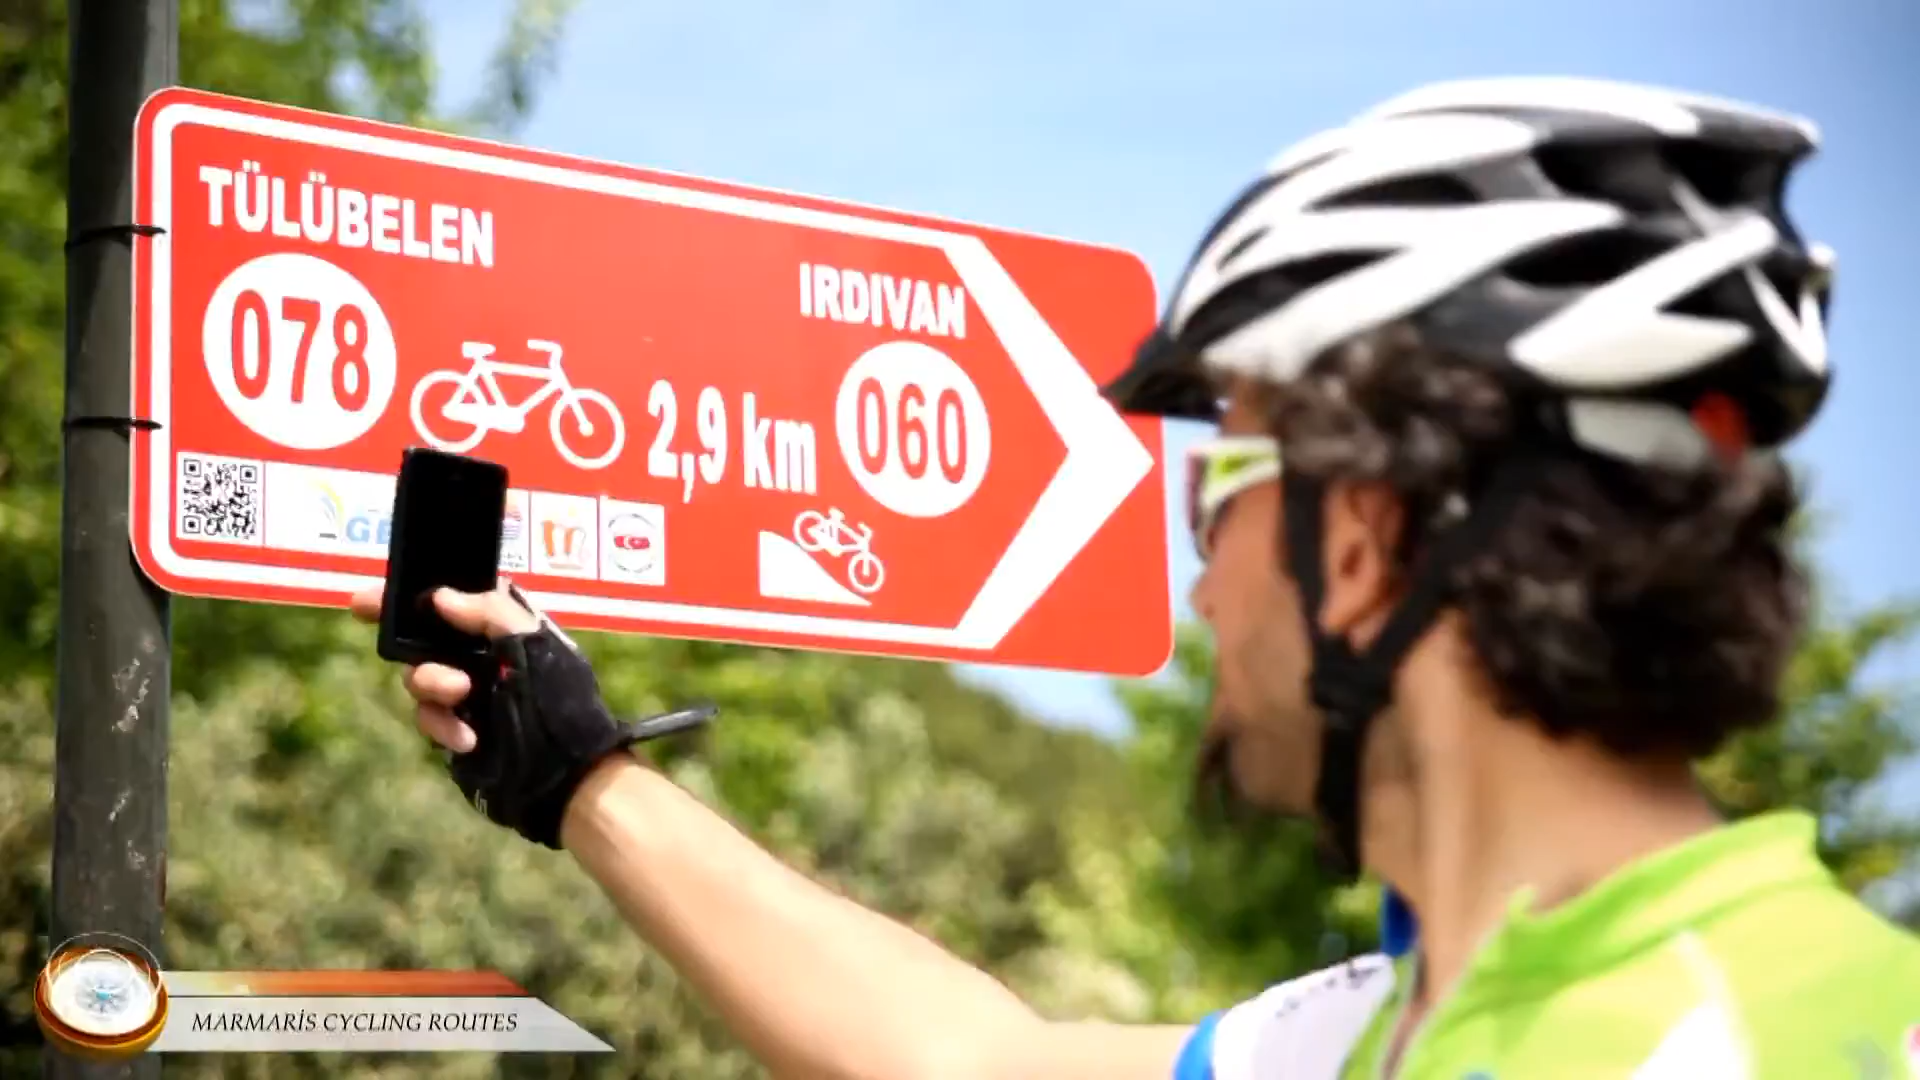 TÜLÜBELEN
078
IRDIVAN
2,9 km
060
MARMARİS CYCLING ROUTES